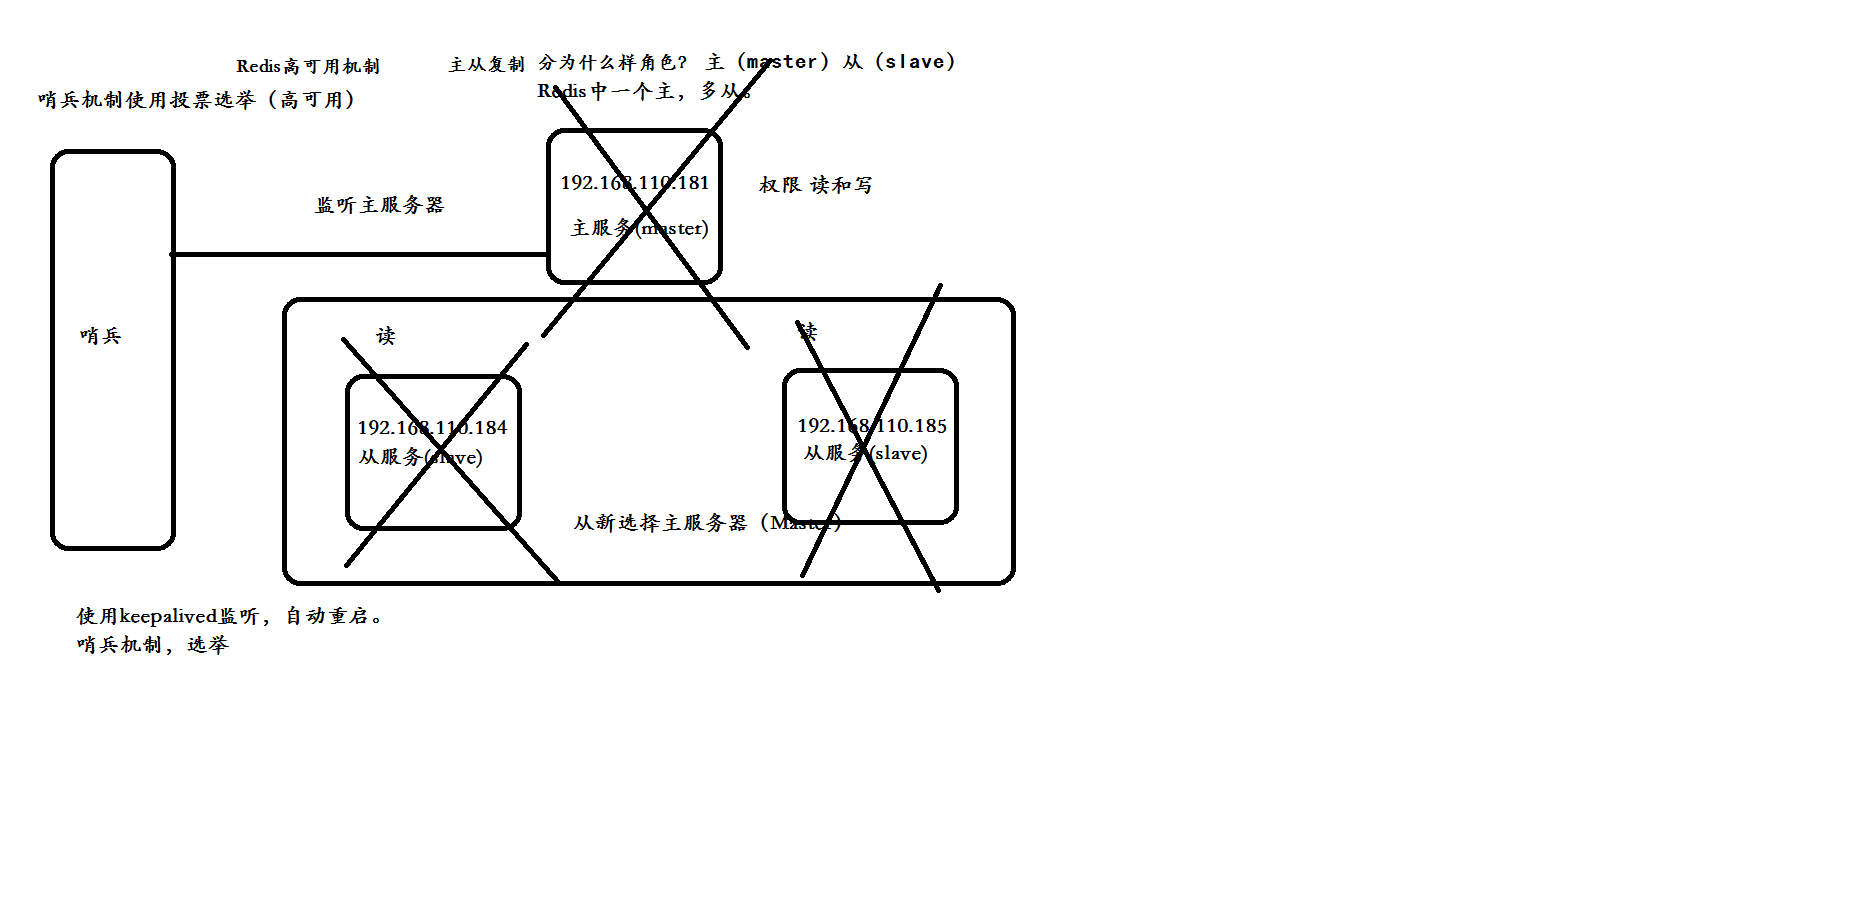 Redis高可用机制
主从复制 分为什么样角色? 主（master）从（slave）
Redis中一个主，多从。
哨兵机制使用投票选举（高可用）
192.168.110.181
主服务(master)
权限 读和写
监听主服务器
哨兵
读
读
192.168.110.184
从服务(slave)
192.168.110.185
从服务(slave)
从新选择主服务器（Master）
使用keepalived监听，自动重启。
哨兵机制，选举